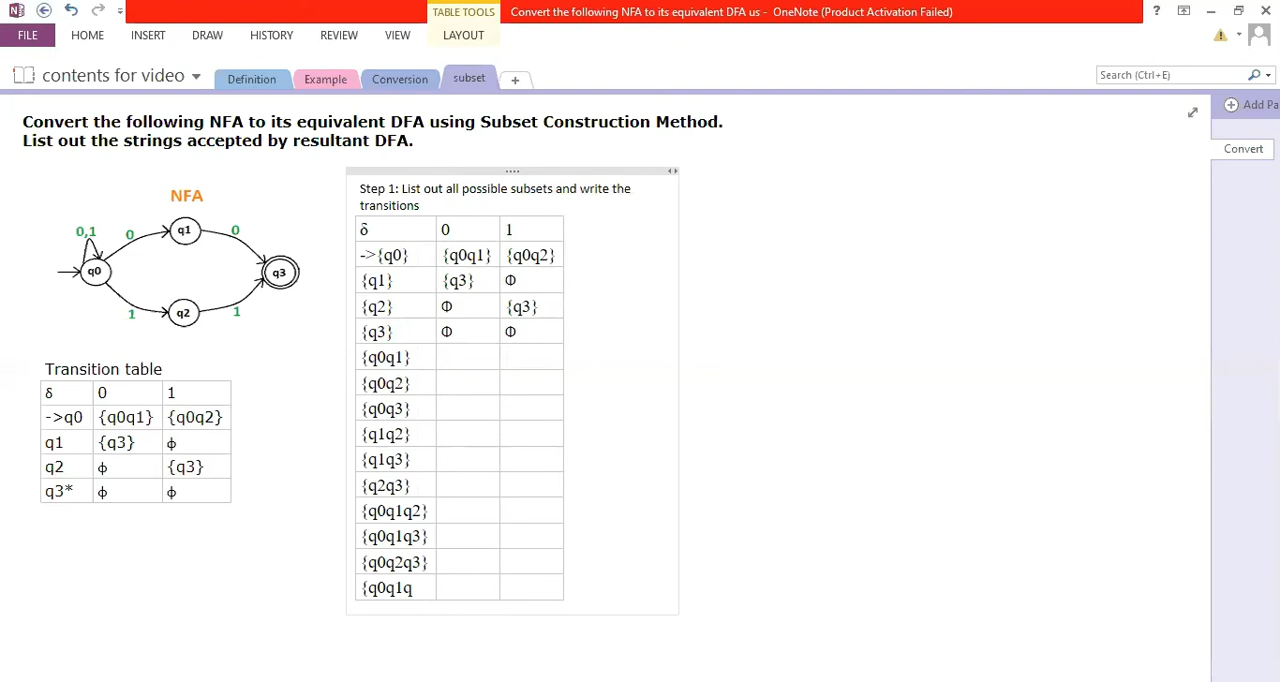 TABLE TOOLS
Convert the following NFA to its equivalent DFA us - OneNote (Product Activation Failed)
?
FILE HOME INSERT DRAW HISTORY REVIEW VIEW LAYOUT
contents for video Definition Example Conversion subset +
Search (Ctrl+E)
Add Pa
Convert
Convert the following NFA to its equivalent DFA using Subset Construction Method.
List out the strings accepted by resultant DFA.
NFA
0,1
0
q1
0
q0
q3
1
q2
1
Transition table
δ 0 1
->q0 {q0q1} {q0q2}
q1 {q3} ϕ
q2 ϕ {q3}
q3* ϕ ϕ
Step 1: List out all possible subsets and write the
transitions
δ 0 1
->{q0} {q0q1} {q0q2}
{q1} {q3} Φ
{q2} Φ {q3}
{q3} Φ Φ
{q0q1}
{q0q2}
{q0q3}
{q1q2}
{q1q3}
{q2q3}
{q0q1q2}
{q0q1q3}
{q0q2q3}
{q0q1q